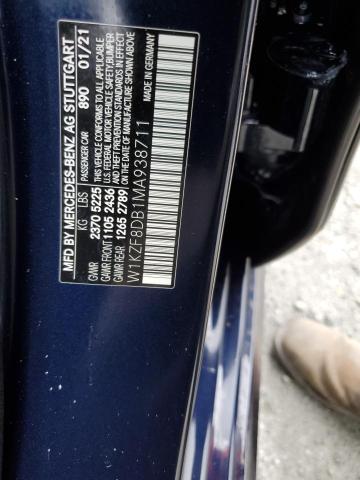 MFD BY MERCEDES-BENZ AG STUTTGART
KG LBS PASSENGER CAR 890 01/21
GVWR 2370 5225 THIS VEHICLE CONFORMS TO ALL APPLICABLE
GAWR FRONT 1105 2436 U.S. FEDERAL MOTOR VEHICLE SAFETY, BUMPER
GAWR REAR 1265 2789 AND THEFT PREVENTION STANDARDS IN EFFECT
ON THE DATE OF MANUFACTURE SHOWN ABOVE
W1KZF8DB1MA938711 MADE IN GERMANY